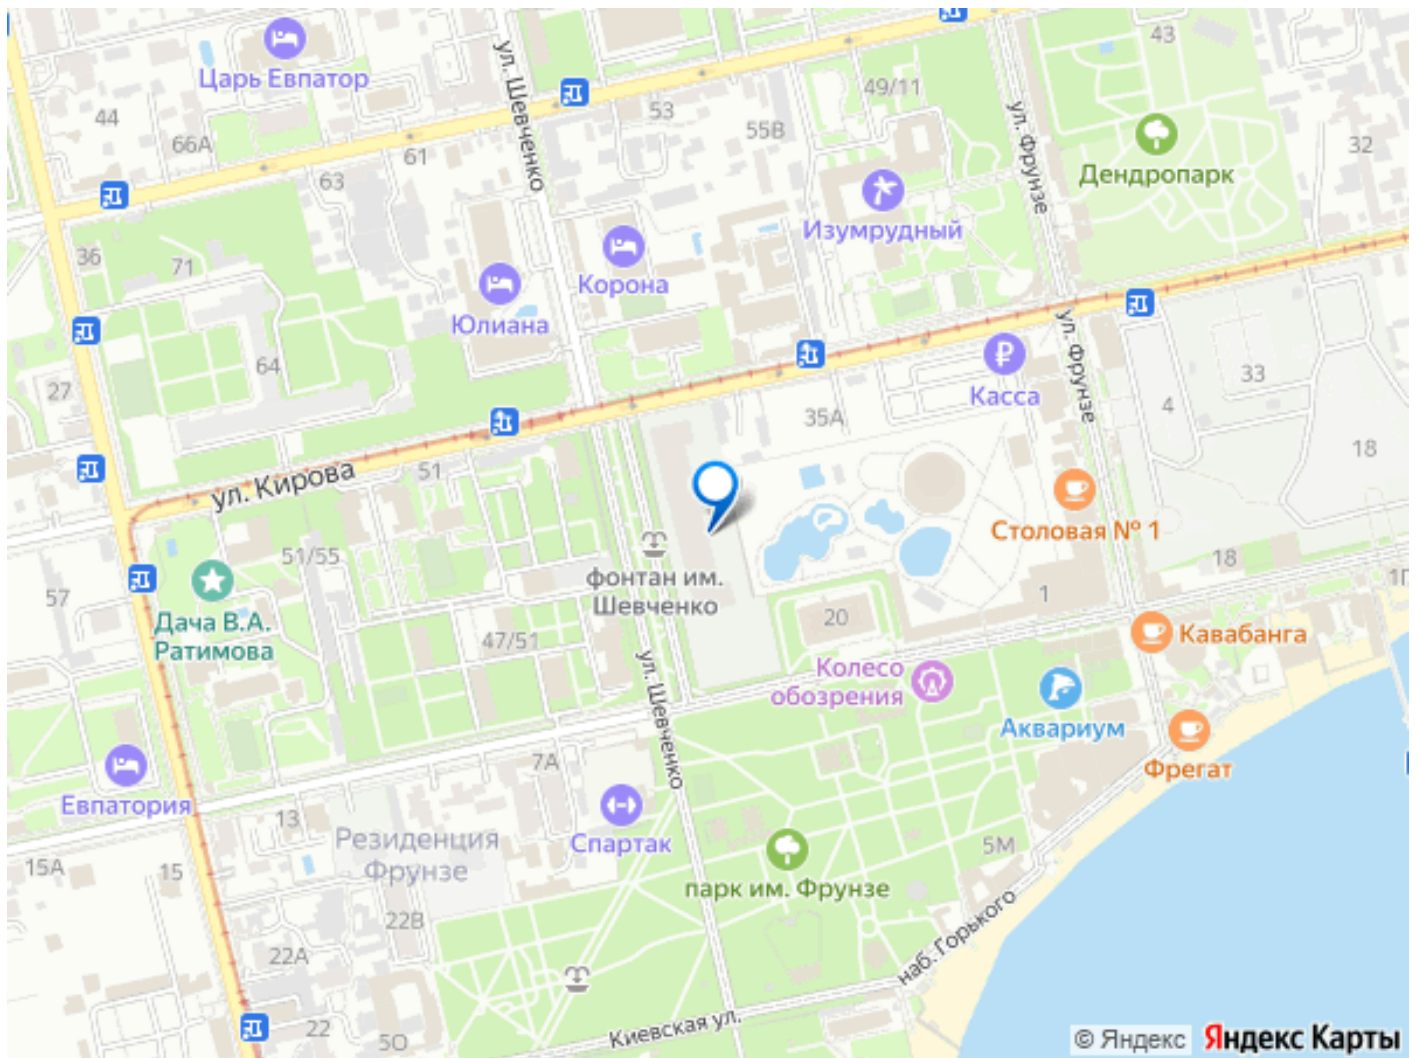 Царь Евпатор
ул. Шевченко
43
44
66А
53
55В
49/11
ул. Фрунзе
32
61
63
Дендропарк
Изумрудный
36
71
Корона
Юлиана
64
27
ул. Фрунзе
Касса
33
4
35А
18
51
ул. Кирова
Столовая № 1
51/55
фонтан им.
Шевченко
18
1
57
Дача В.А.
Ратимова
47/51
20
Кавабанга
Колесо
обозрения
ул. Шевченко
Аквариум
7А
Фрегат
Евпатория
13
Резиденция
Фрунзе
Спартак
5М
15А
15
парк им. Фрунзе
22В
наб. Горького
22А
22
50
Киевская ул.
© Яндекс Яндекс Карты